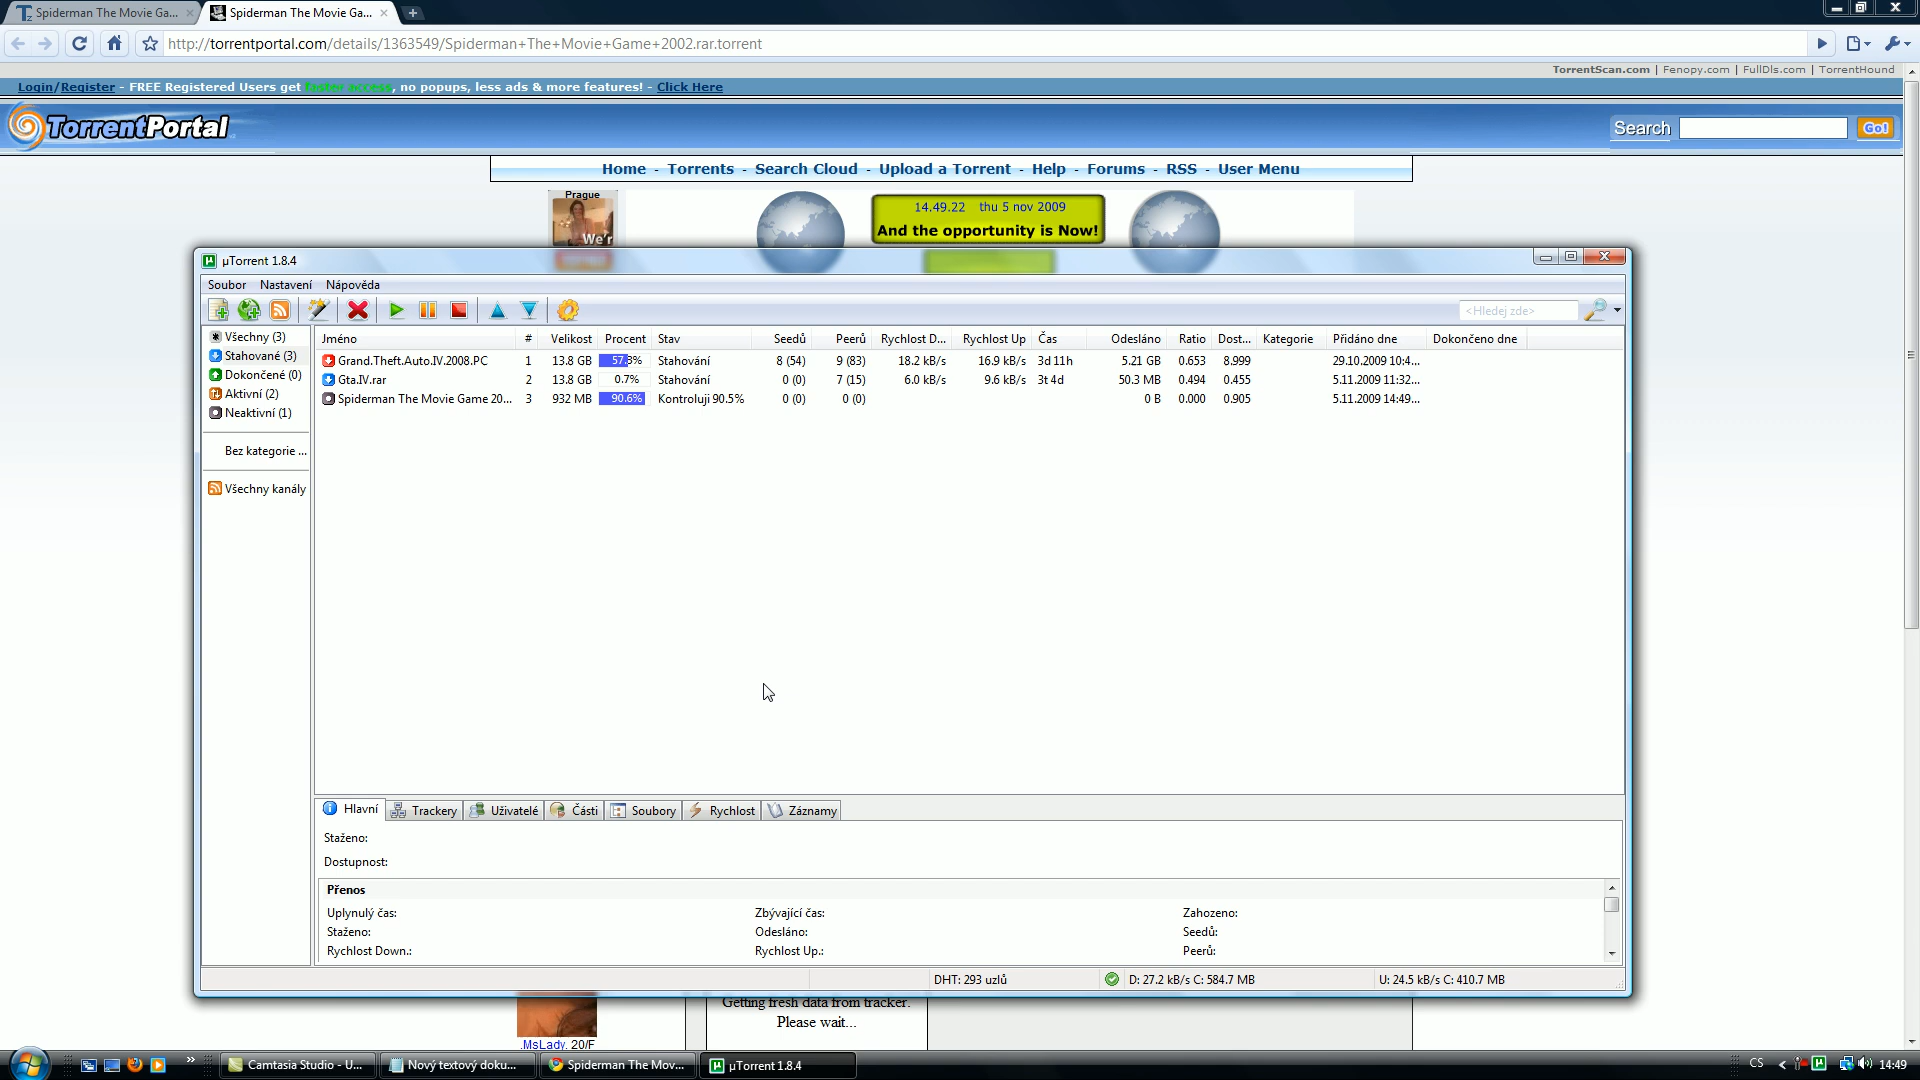 Spiderman The Movie Ga...
Spiderman The Movie Ga...
http://torrentportal.com/details/1363549/Spiderman+The+Movie+Game+2002.rar.torrent
TorrentScan.com | Fenopy.com | FullDls.com | TorrentHound
Login/Register - FREE Registered Users get faster access, no popups, less ads & more features! - Click Here
TorrentPortal
Search
Go!
Home - Torrents - Search Cloud - Upload a Torrent - Help - Forums - RSS - User Menu
Prague
We'r
14.49.22 thu 5 nov 2009
And the opportunity is Now!
µTorrent 1.8.4
Soubor Nastavení Nápověda
<Hledej zde>
Všechny (3)
Stahované (3)
Dokončené (0)
Aktivní (2)
Neaktivní (1)
Bez kategorie ...
Všechny kanály
Jméno # Velikost Procent Stav Seedů Peerů Rychlost D... Rychlost Up Čas Odesláno Ratio Dost... Kategorie Přidáno dne Dokončeno dne
Grand.Theft.Auto.IV.2008.PC 1 13.8 GB 57.3% Stahování 8 (54) 9 (83) 18.2 kB/s 16.9 kB/s 3d 11h 5.21 GB 0.653 8.999 29.10.2009 10:4...
Gta.IV.rar 2 13.8 GB 0.7% Stahování 0 (0) 7 (15) 6.0 kB/s 9.6 kB/s 3t 4d 50.3 MB 0.494 0.455 5.11.2009 11:32...
Spiderman The Movie Game 20... 3 932 MB 90.6% Kontroluji 90.5% 0 (0) 0 (0) 0 B 0.000 0.905 5.11.2009 14:49...
Hlavní Trackery Uživatelé Části Soubory Rychlost Záznamy
Staženo:
Dostupnost:
Přenos
Uplynulý čas: Zbývající čas: Zahozeno:
Staženo: Odesláno: Seedů:
Rychlost Down.: Rychlost Up.: Peerů:
DHT: 293 uzlů D: 27.2 kB/s C: 584.7 MB U: 24.5 kB/s C: 410.7 MB
Getting fresh data from tracker.
Please wait...
.MsLady. 20/F
Camtasia Studio - U...
Nový textový doku...
Spiderman The Mov...
µTorrent 1.8.4
CS
14:49